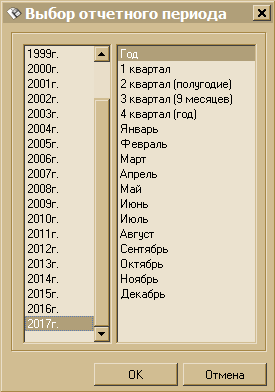 Выбор отчетного периода
1999г.
2000г.
2001г.
2002г.
2003г.
2004г.
2005г.
2006г.
2007г.
2008г.
2009г.
2010г.
2011г.
2012г.
2013г.
2014г.
2015г.
2016г.
2017г.
Год
1 квартал
2 квартал (полугодие)
3 квартал (9 месяцев)
4 квартал (год)
Январь
Февраль
Март
Апрель
Май
Июнь
Июль
Август
Сентябрь
Октябрь
Ноябрь
Декабрь
OK
Отмена